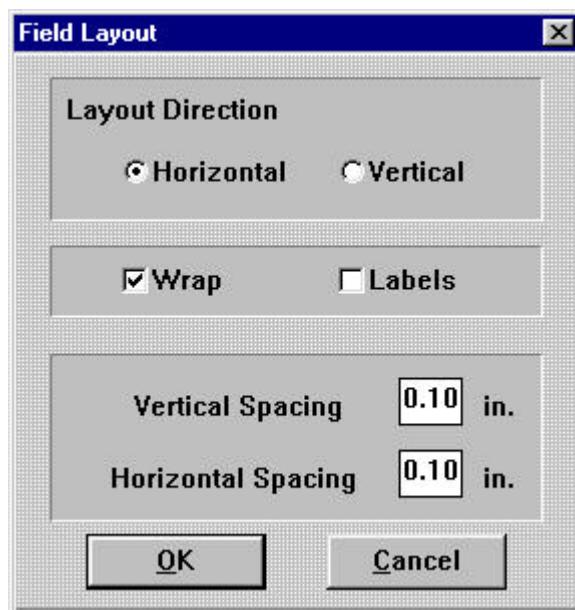 Field Layout
Layout Direction
Horizontal Vertical
Wrap Labels
Vertical Spacing 0.10 in.
Horizontal Spacing 0.10 in.
OK Cancel